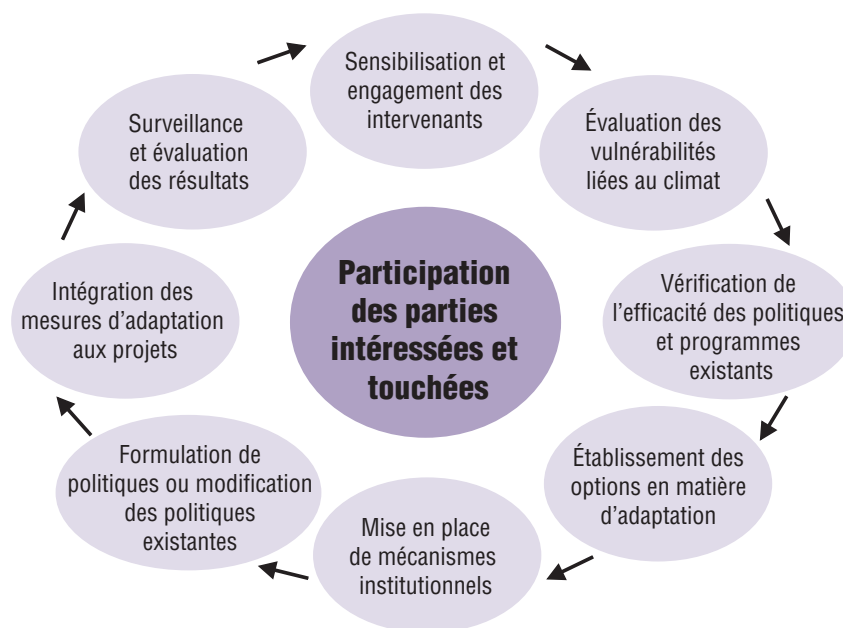 Sensibilisation et
engagement des
intervenants
Évaluation des
vulnérabilités
liées au climat
Vérification de
l’efficacité des politiques
et programmes
existants
Établissement des
options en matière
d’adaptation
Mise en place
de mécanismes
institutionnels
Formulation de
politiques ou modification
des politiques
existantes
Intégration des
mesures d’adaptation
aux projets
Surveillance
et évaluation
des résultats
Participation
des parties
intéressées et
touchées